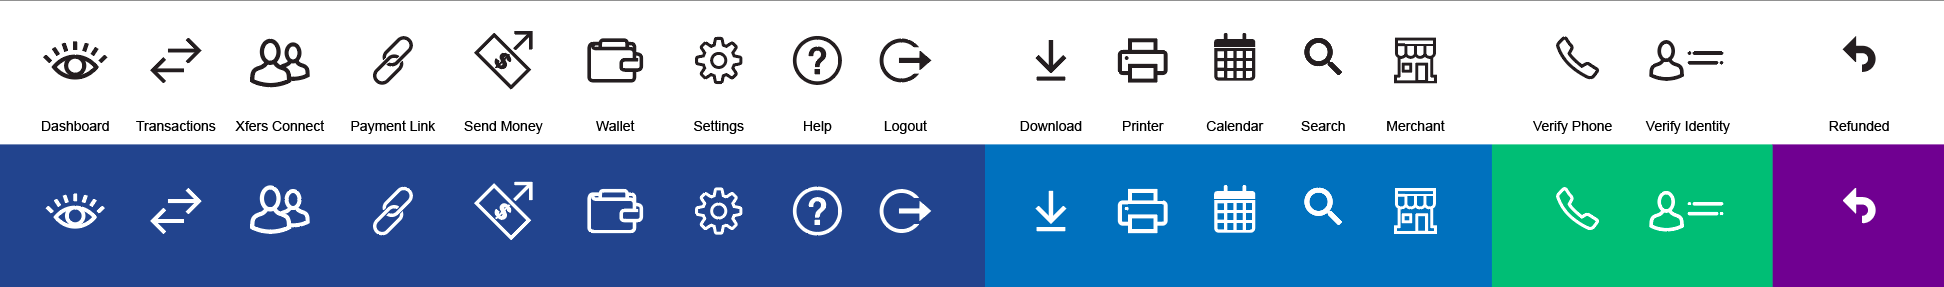 Dashboard Transactions Xfers Connect Payment Link Send Money Wallet Settings Help Logout Download Printer Calendar Search Merchant Verify Phone Verify Identity Refunded